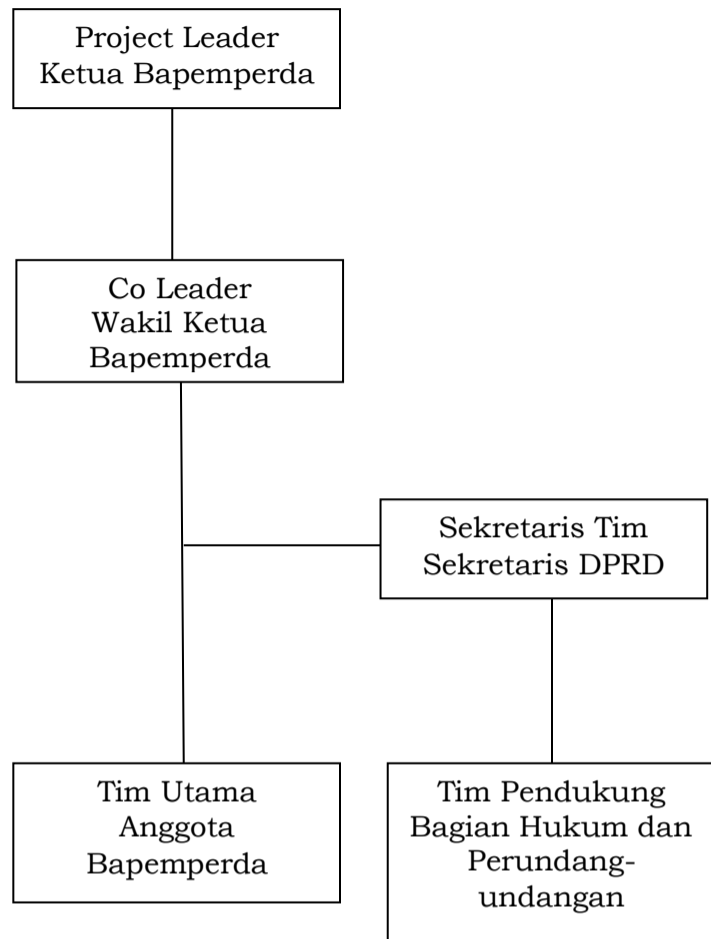 Project Leader
Ketua Bapemperda
Co Leader
Wakil Ketua
Bapemperda
Sekretaris Tim
Sekretaris DPRD
Tim Utama
Anggota
Bapemperda
Tim Pendukung
Bagian Hukum dan
Perundang-
undangan